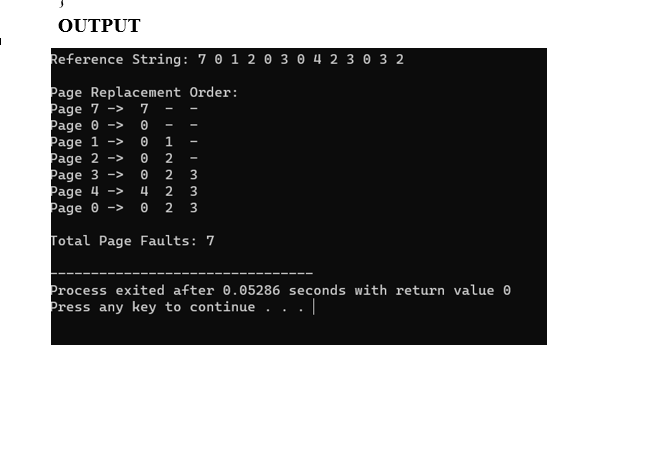 }
OUTPUT
Reference String: 7 0 1 2 0 3 0 4 2 3 0 3 2
Page Replacement Order:
Page 7 -> 7 - -
Page 0 -> 0 - -
Page 1 -> 0 1 -
Page 2 -> 0 2 -
Page 3 -> 0 2 3
Page 4 -> 4 2 3
Page 0 -> 0 2 3
Total Page Faults: 7
--------------------------------
Process exited after 0.05286 seconds with return value 0
Press any key to continue . . .